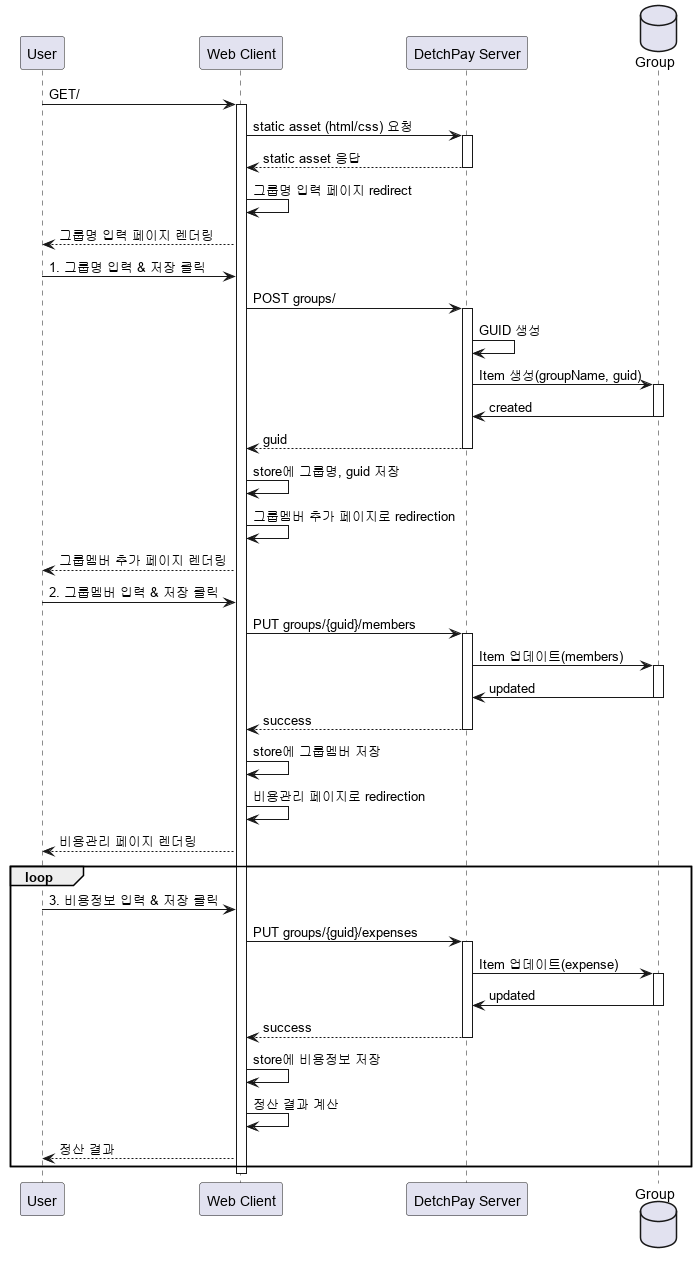 Group
User
Web Client
DetchPay Server
GET/
static asset (html/css) 요청
static asset 응답
그룹명 입력 페이지 redirect
그룹명 입력 페이지 렌더링
1. 그룹명 입력 & 저장 클릭
POST groups/
GUID 생성
Item 생성(groupName, guid)
created
guid
store에 그룹명, guid 저장
그룹멤버 추가 페이지로 redirection
그룹멤버 추가 페이지 렌더링
2. 그룹멤버 입력 & 저장 클릭
PUT groups/{guid}/members
Item 업데이트(members)
updated
success
store에 그룹멤버 저장
비용관리 페이지로 redirection
비용관리 페이지 렌더링
loop
3. 비용정보 입력 & 저장 클릭
PUT groups/{guid}/expenses
Item 업데이트(expense)
updated
success
store에 비용정보 저장
정산 결과 계산
정산 결과
User
Web Client
DetchPay Server
Group